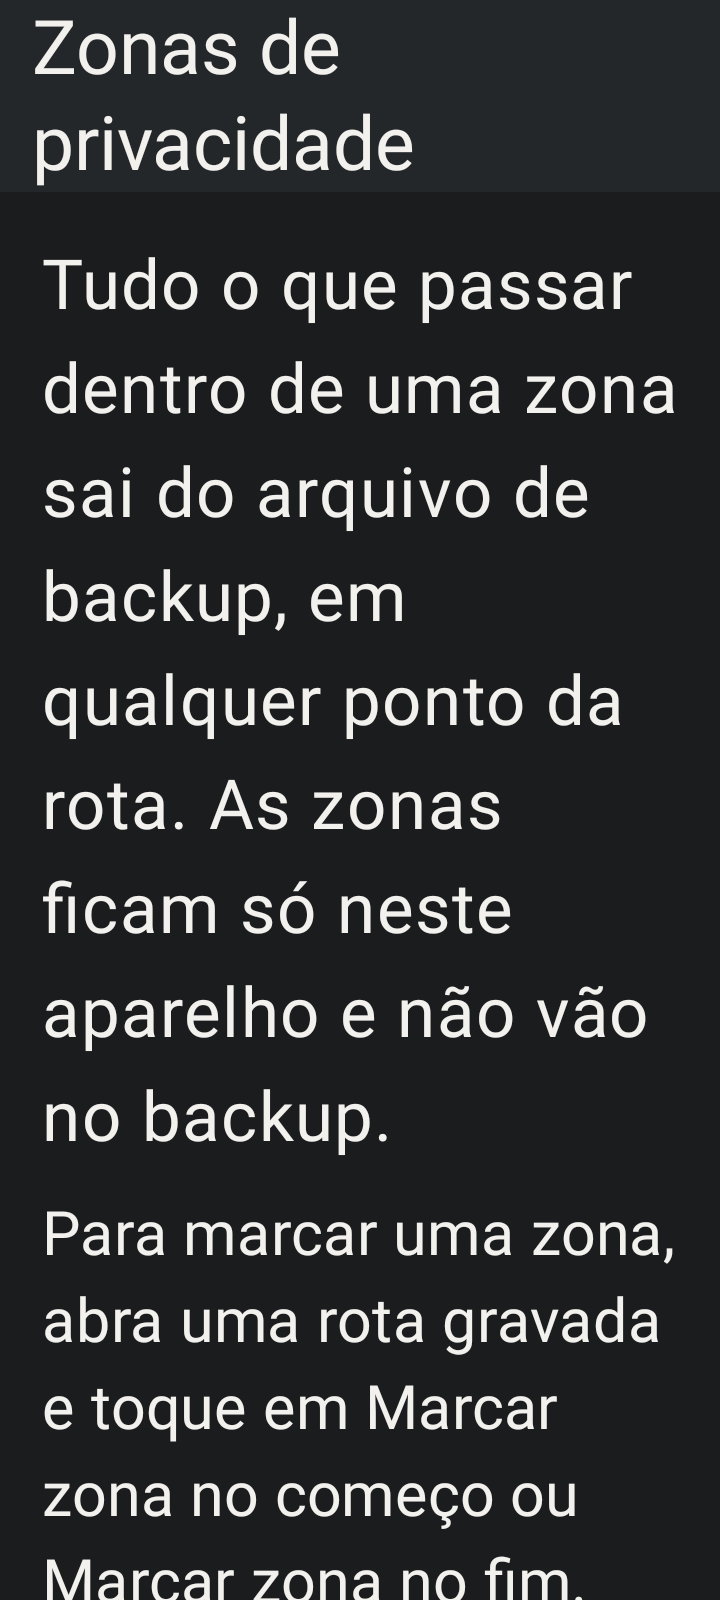 Zonas de
privacidade
Tudo o que passar
dentro de uma zona
sai do arquivo de
backup, em
qualquer ponto da
rota. As zonas
ficam só neste
aparelho e não vão
no backup.
Para marcar uma zona,
abra uma rota gravada
e toque em Marcar
zona no começo ou
Marcar zona no fim.